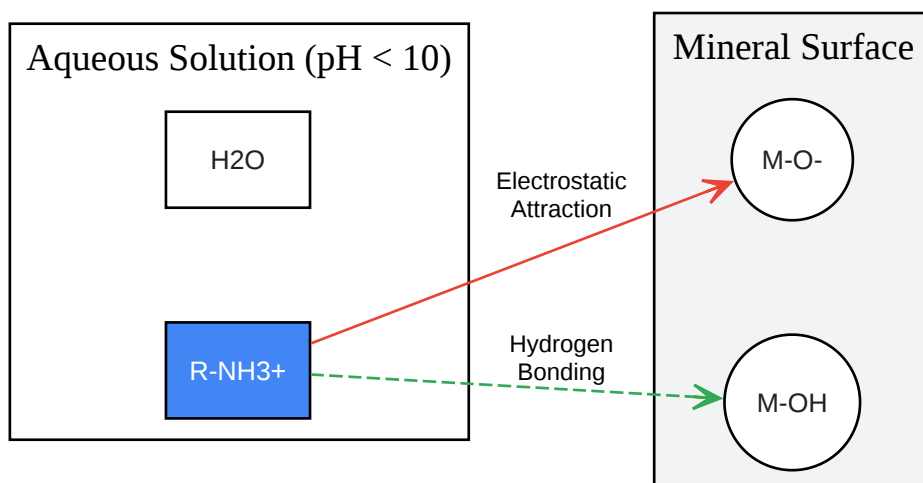 Aqueous Solution (pH < 10)
Mineral Surface
H2O
M-O-
Electrostatic
Attraction
Hydrogen
Bonding
R-NH3+
M-OH